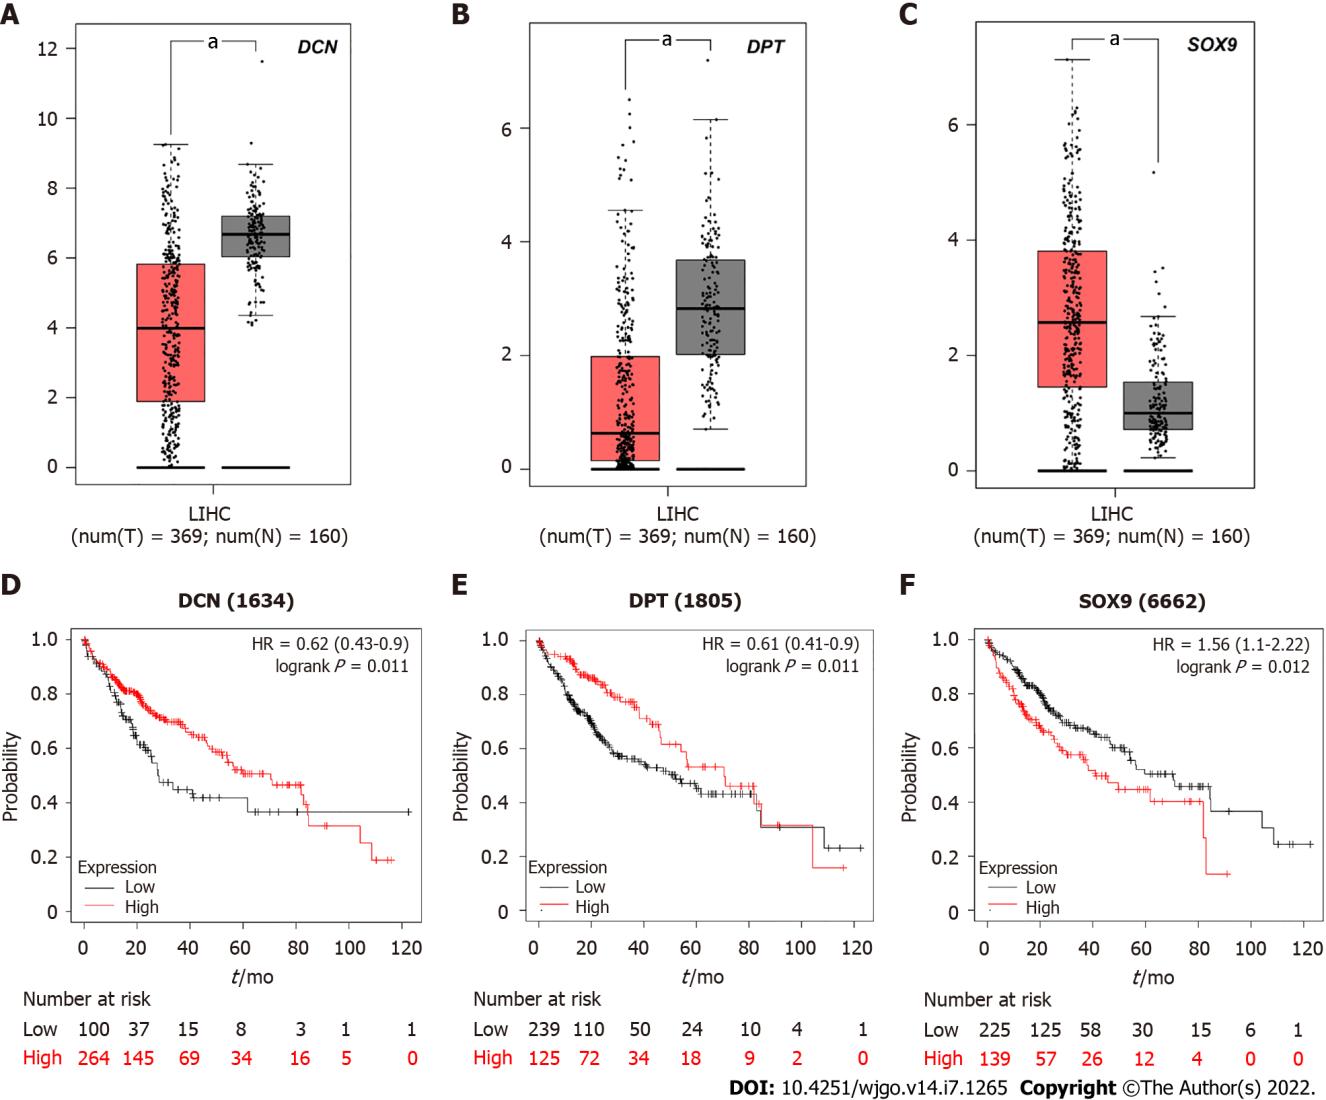 A
B
C
a
DCN
12
10
8
6
4
2
0
LIHC
(num(T) = 369; num(N) = 160)
a
DPT
6
4
2
0
LIHC
(num(T) = 369; num(N) = 160)
a
SOX9
6
4
2
0
LIHC
(num(T) = 369; num(N) = 160)
D
DCN (1634)
HR = 0.62 (0.43-0.9)
logrank P = 0.011
Probability
1.0
0.8
0.6
0.4
0.2
0
Expression
Low
High
0 20 40 60 80 100 120
t/mo
Number at risk
Low 100 37 15 8 3 1 1
High 264 145 69 34 16 5 0
E
DPT (1805)
HR = 0.61 (0.41-0.9)
logrank P = 0.011
Probability
1.0
0.8
0.6
0.4
0.2
0
Expression
Low
High
0 20 40 60 80 100 120
t/mo
Number at risk
Low 239 110 50 24 10 4 1
High 125 72 34 18 9 2 0
F
SOX9 (6662)
HR = 1.56 (1.1-2.22)
logrank P = 0.012
Probability
1.0
0.8
0.6
0.4
0.2
0
Expression
Low
High
0 20 40 60 80 100 120
t/mo
Number at risk
Low 225 125 58 30 15 6 1
High 139 57 26 12 4 0 0
DOI: 10.4251/wjgo.v14.i7.1265 Copyright ©The Author(s) 2022.